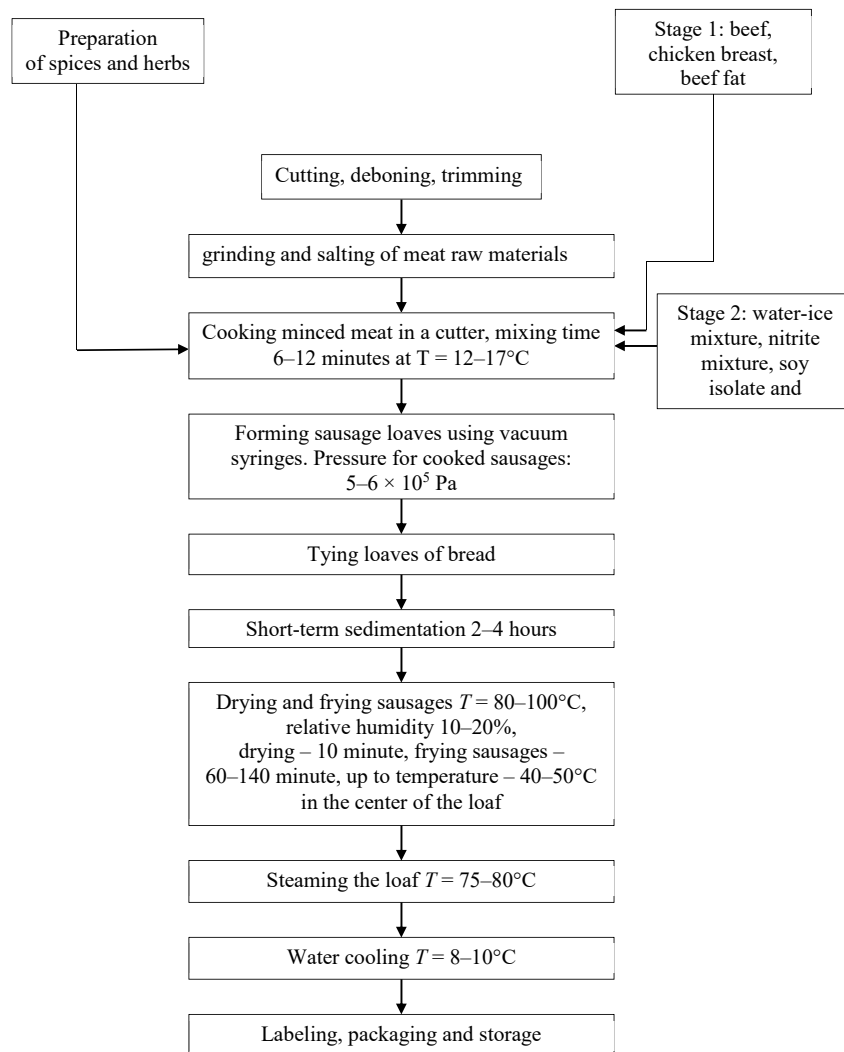 Preparation
of spices and herbs
Stage 1: beef,
chicken breast,
beef fat
Cutting, deboning, trimming
grinding and salting of meat raw materials
Cooking minced meat in a cutter, mixing time
6–12 minutes at T = 12–17°C
Stage 2: water-ice
mixture, nitrite
mixture, soy
isolate and
Forming sausage loaves using vacuum
syringes. Pressure for cooked sausages:
5–6 × 10⁵ Pa
Tying loaves of bread
Short-term sedimentation 2–4 hours
Drying and frying sausages T = 80–100°C,
relative humidity 10–20%,
drying – 10 minute, frying sausages –
60–140 minute, up to temperature – 40–50°C
in the center of the loaf
Steaming the loaf T = 75–80°C
Water cooling T = 8–10°C
Labeling, packaging and storage